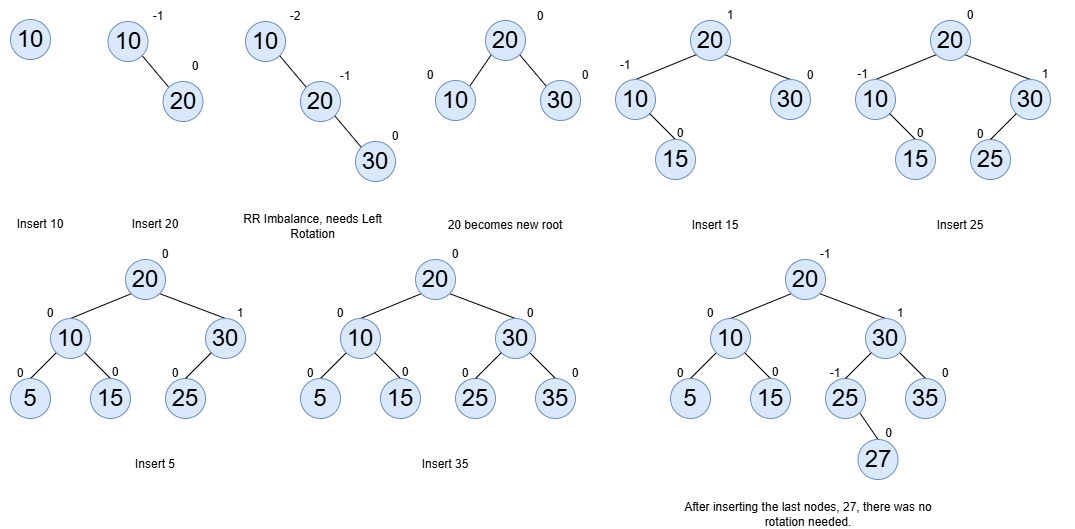 -1 -2 0 1 0
10 10 10 20 20 20
0 -1 0 0 -1 0 -1 1
20 20 10 30 10 30 10 30
0 0 0 0
30 15 15 25
Insert 10 Insert 20 RR Imbalance, needs Left 20 becomes new root Insert 15 Insert 25
Rotation
0 0 -1
20 20 20
0 1 0 0 0 1
10 30 10 30 10 30
0 0 0 0 0 0 0 0 0 -1 0
5 15 25 5 15 25 35 5 15 25 35
0
27
Insert 5 Insert 35
After inserting the last nodes, 27, there was no
rotation needed.